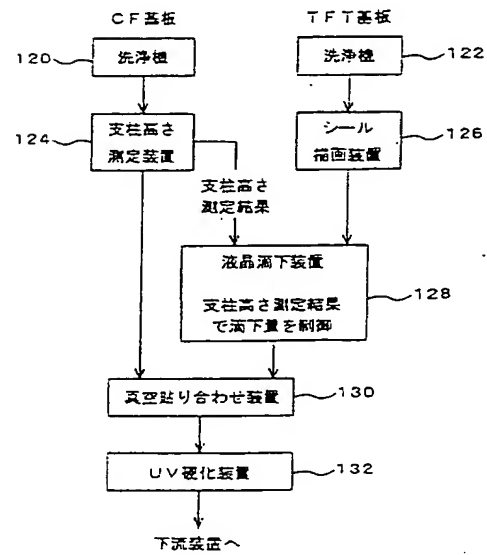 CF基板
TFT基板
120
洗浄機
洗浄機
122
124
支柱高さ
測定装置
シール
描画装置
126
支柱高さ
測定結果
液晶滴下装置
支柱高さ測定結果
で滴下量を制御
128
真空貼り合わせ装置
130
UV硬化装置
132
下流装置へ